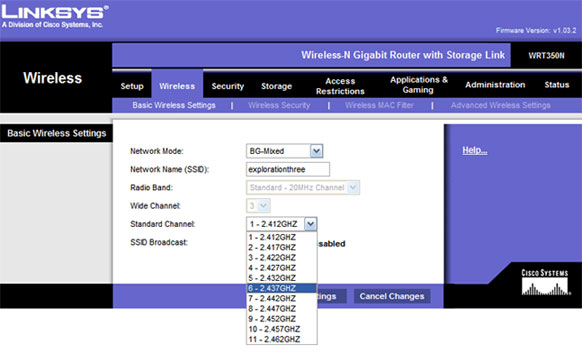 LINKSYS®
A Division of Cisco Systems, Inc.
Firmware Version: v1.03.2
Wireless-N Gigabit Router with Storage Link WRT350N
Wireless
Setup Wireless Security Storage Access Restrictions Applications & Gaming Administration Status
Basic Wireless Settings | Wireless Security | Wireless MAC Filter | Advanced Wireless Settings
Basic Wireless Settings
Network Mode: BG-Mixed
Help...
Network Name (SSID): explorationthree
Radio Band: Standard - 20MHz Channel
Wide Channel: 3
Standard Channel: 1 - 2.412GHZ
SSID Broadcast: sabled
1 - 2.412GHZ
2 - 2.417GHZ
3 - 2.422GHZ
4 - 2.427GHZ
5 - 2.432GHZ
6 - 2.437GHZ
7 - 2.442GHZ
8 - 2.447GHZ
9 - 2.452GHZ
10 - 2.457GHZ
11 - 2.462GHZ
tings Cancel Changes
CISCO SYSTEMS